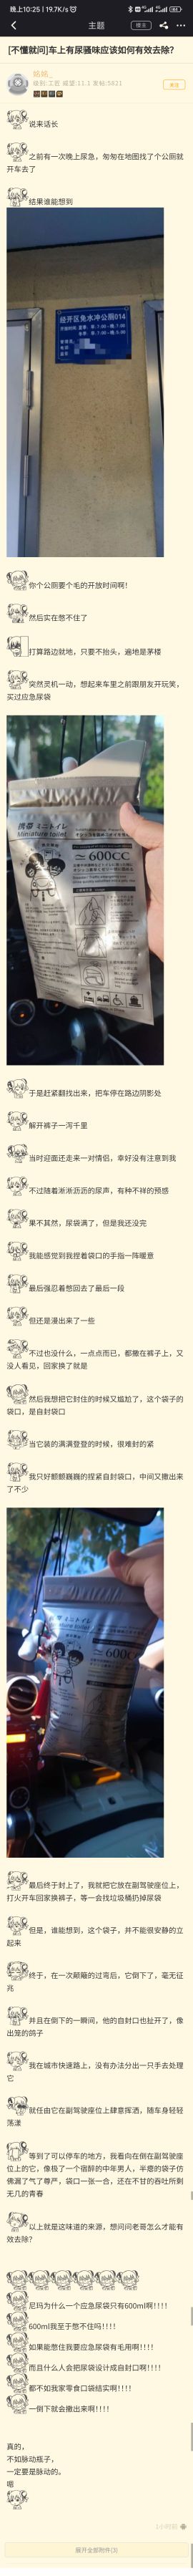 晚上10:25 | 19.7K/s
主题
楼主
[不懂就问]车上有尿骚味应该如何有效去除?
关注
说来话长
之前有一次晚上尿急，匆匆在地图找了个公厕就
开车去了
结果谁能想到
经开区免水冲公厕014
你个公厕要个毛的开放时间啊!
然后实在憋不住了
打算路边就地，只要不抬头，遍地是茅楼
突然灵机一动，想起来车里之前跟朋友开玩笑，
买过应急尿袋
携帯ミニトイレ
Miniature toilet
～600CC
于是赶紧翻找出来，把车停在路边阴影处
解开裤子一泻千里
当时迎面还走来一对情侣，幸好没有注意到我
不过随着淅淅沥沥的尿声，有种不祥的预感
果不其然，尿袋满了，但是我还没完
我能感觉到我捏着袋口的手指一阵暖意
最后强忍着憋回去了最后一段
但还是漫出来了一些
不过也没什么，一点点而已，都撒在裤子上，又
没人看见，回家换了就是
然后我想把它封住的时候又尴尬了，这个袋子的
袋口，是自封袋口
当它装的满满登登的时候，很难封的紧
我只好颤颤巍巍的捏紧自封袋口，中间又撒出来
了不少
最后终于封上了，我就把它放在副驾驶座位上，
打火开车回家换裤子，等一会找垃圾桶扔掉尿袋
但是，谁能想到，这个袋子，并不能很安静的立
起来
终于，在一次颠簸的过弯后，它倒下了，毫无征
兆
并且在倒下的一瞬间，他的自封口也扯开了，像
出笼的鸽子
我在城市快速路上，没有办法分出一只手去处理
它
就任由它在副驾驶座位上肆意挥洒，随车身轻轻
荡漾
等到了可以停车的地方，我看向在倒在副驾驶座
位上的它，像极了一个宿醉的中年男人，半瘪的袋子仿
佛漏了气了尊严，袋口一张一合，还在不甘的吞吐所剩
无几的青春
以上就是这味道的来源，想问问老哥怎么才能有
效去除?
尼玛为什么一个应急尿袋只有600ml啊!!!!
600ml我至于憋不住吗!!!!
如果能憋住我要应急尿袋有毛用啊!!!!
而且什么人会把尿袋设计成自封口啊!!!!
都不如我家零食口袋结实啊!!!!
一倒下就会撒出来啊!!!!
真的，
不如脉动瓶子，
一定要是脉动的。
嗯
展开全部附件(3)